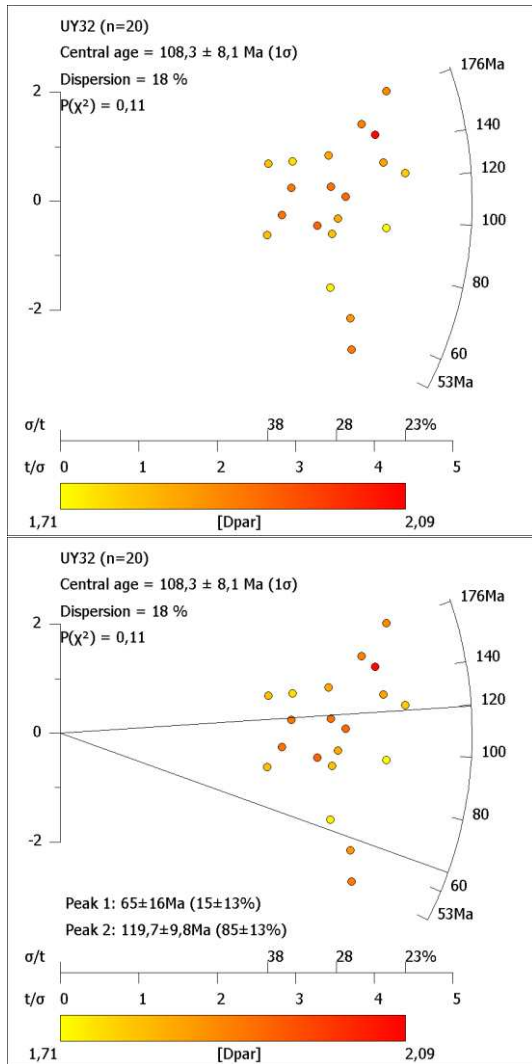 UY32 (n=20)
Central age = 108,3 ± 8,1 Ma (1σ)
Dispersion = 18 %
P(χ²) = 0,11
176Ma
140
120
100
80
60
53Ma
2
0
-2
σ/t
38
28
23%
t/σ
0
1
2
3
4
5
1,71
[Dpar]
2,09
UY32 (n=20)
Central age = 108,3 ± 8,1 Ma (1σ)
Dispersion = 18 %
P(χ²) = 0,11
176Ma
140
120
100
80
60
53Ma
2
0
-2
Peak 1: 65±16Ma (15±13%)
Peak 2: 119,7±9,8Ma (85±13%)
σ/t
38
28
23%
t/σ
0
1
2
3
4
5
1,71
[Dpar]
2,09